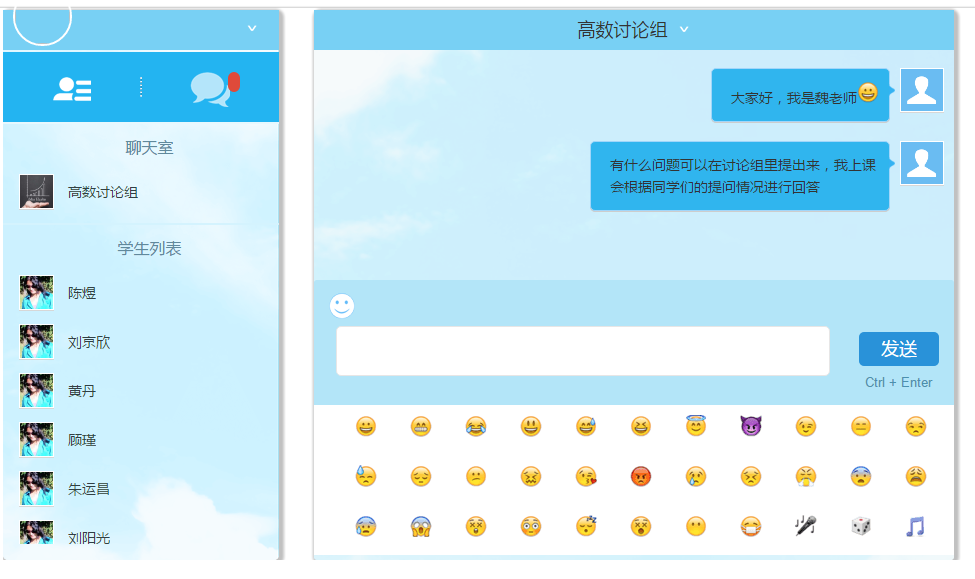 聊天室
高数讨论组
学生列表
陈煜
刘京欣
黄丹
顾瑾
朱运昌
刘阳光
高数讨论组
大家好，我是魏老师😀
有什么问题可以在讨论组里提出来，我上课
会根据同学们的提问情况进行回答
发送
Ctrl + Enter